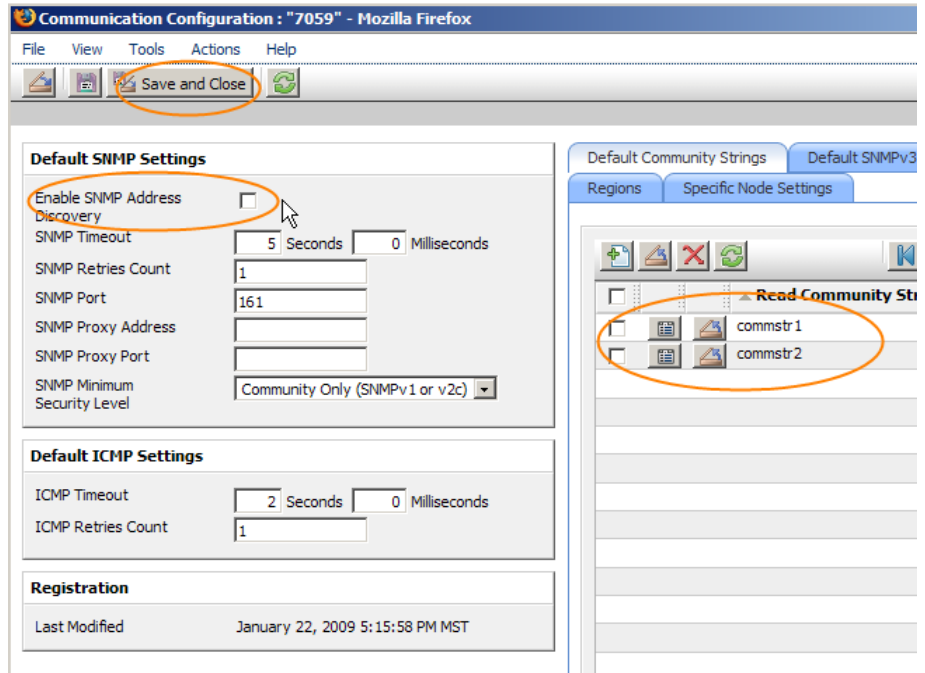 Communication Configuration : "7059" - Mozilla Firefox
File View Tools Actions Help
Save and Close
Default SNMP Settings
Enable SNMP Address
Discovery
SNMP Timeout 5 Seconds 0 Milliseconds
SNMP Retries Count 1
SNMP Port 161
SNMP Proxy Address
SNMP Proxy Port
SNMP Minimum
Security Level Community Only (SNMPv1 or v2c)
Default ICMP Settings
ICMP Timeout 2 Seconds 0 Milliseconds
ICMP Retries Count 1
Registration
Last Modified January 22, 2009 5:15:58 PM MST
Default Community Strings Default SNMPv3
Regions Specific Node Settings
Read Community Str
commstr1
commstr2